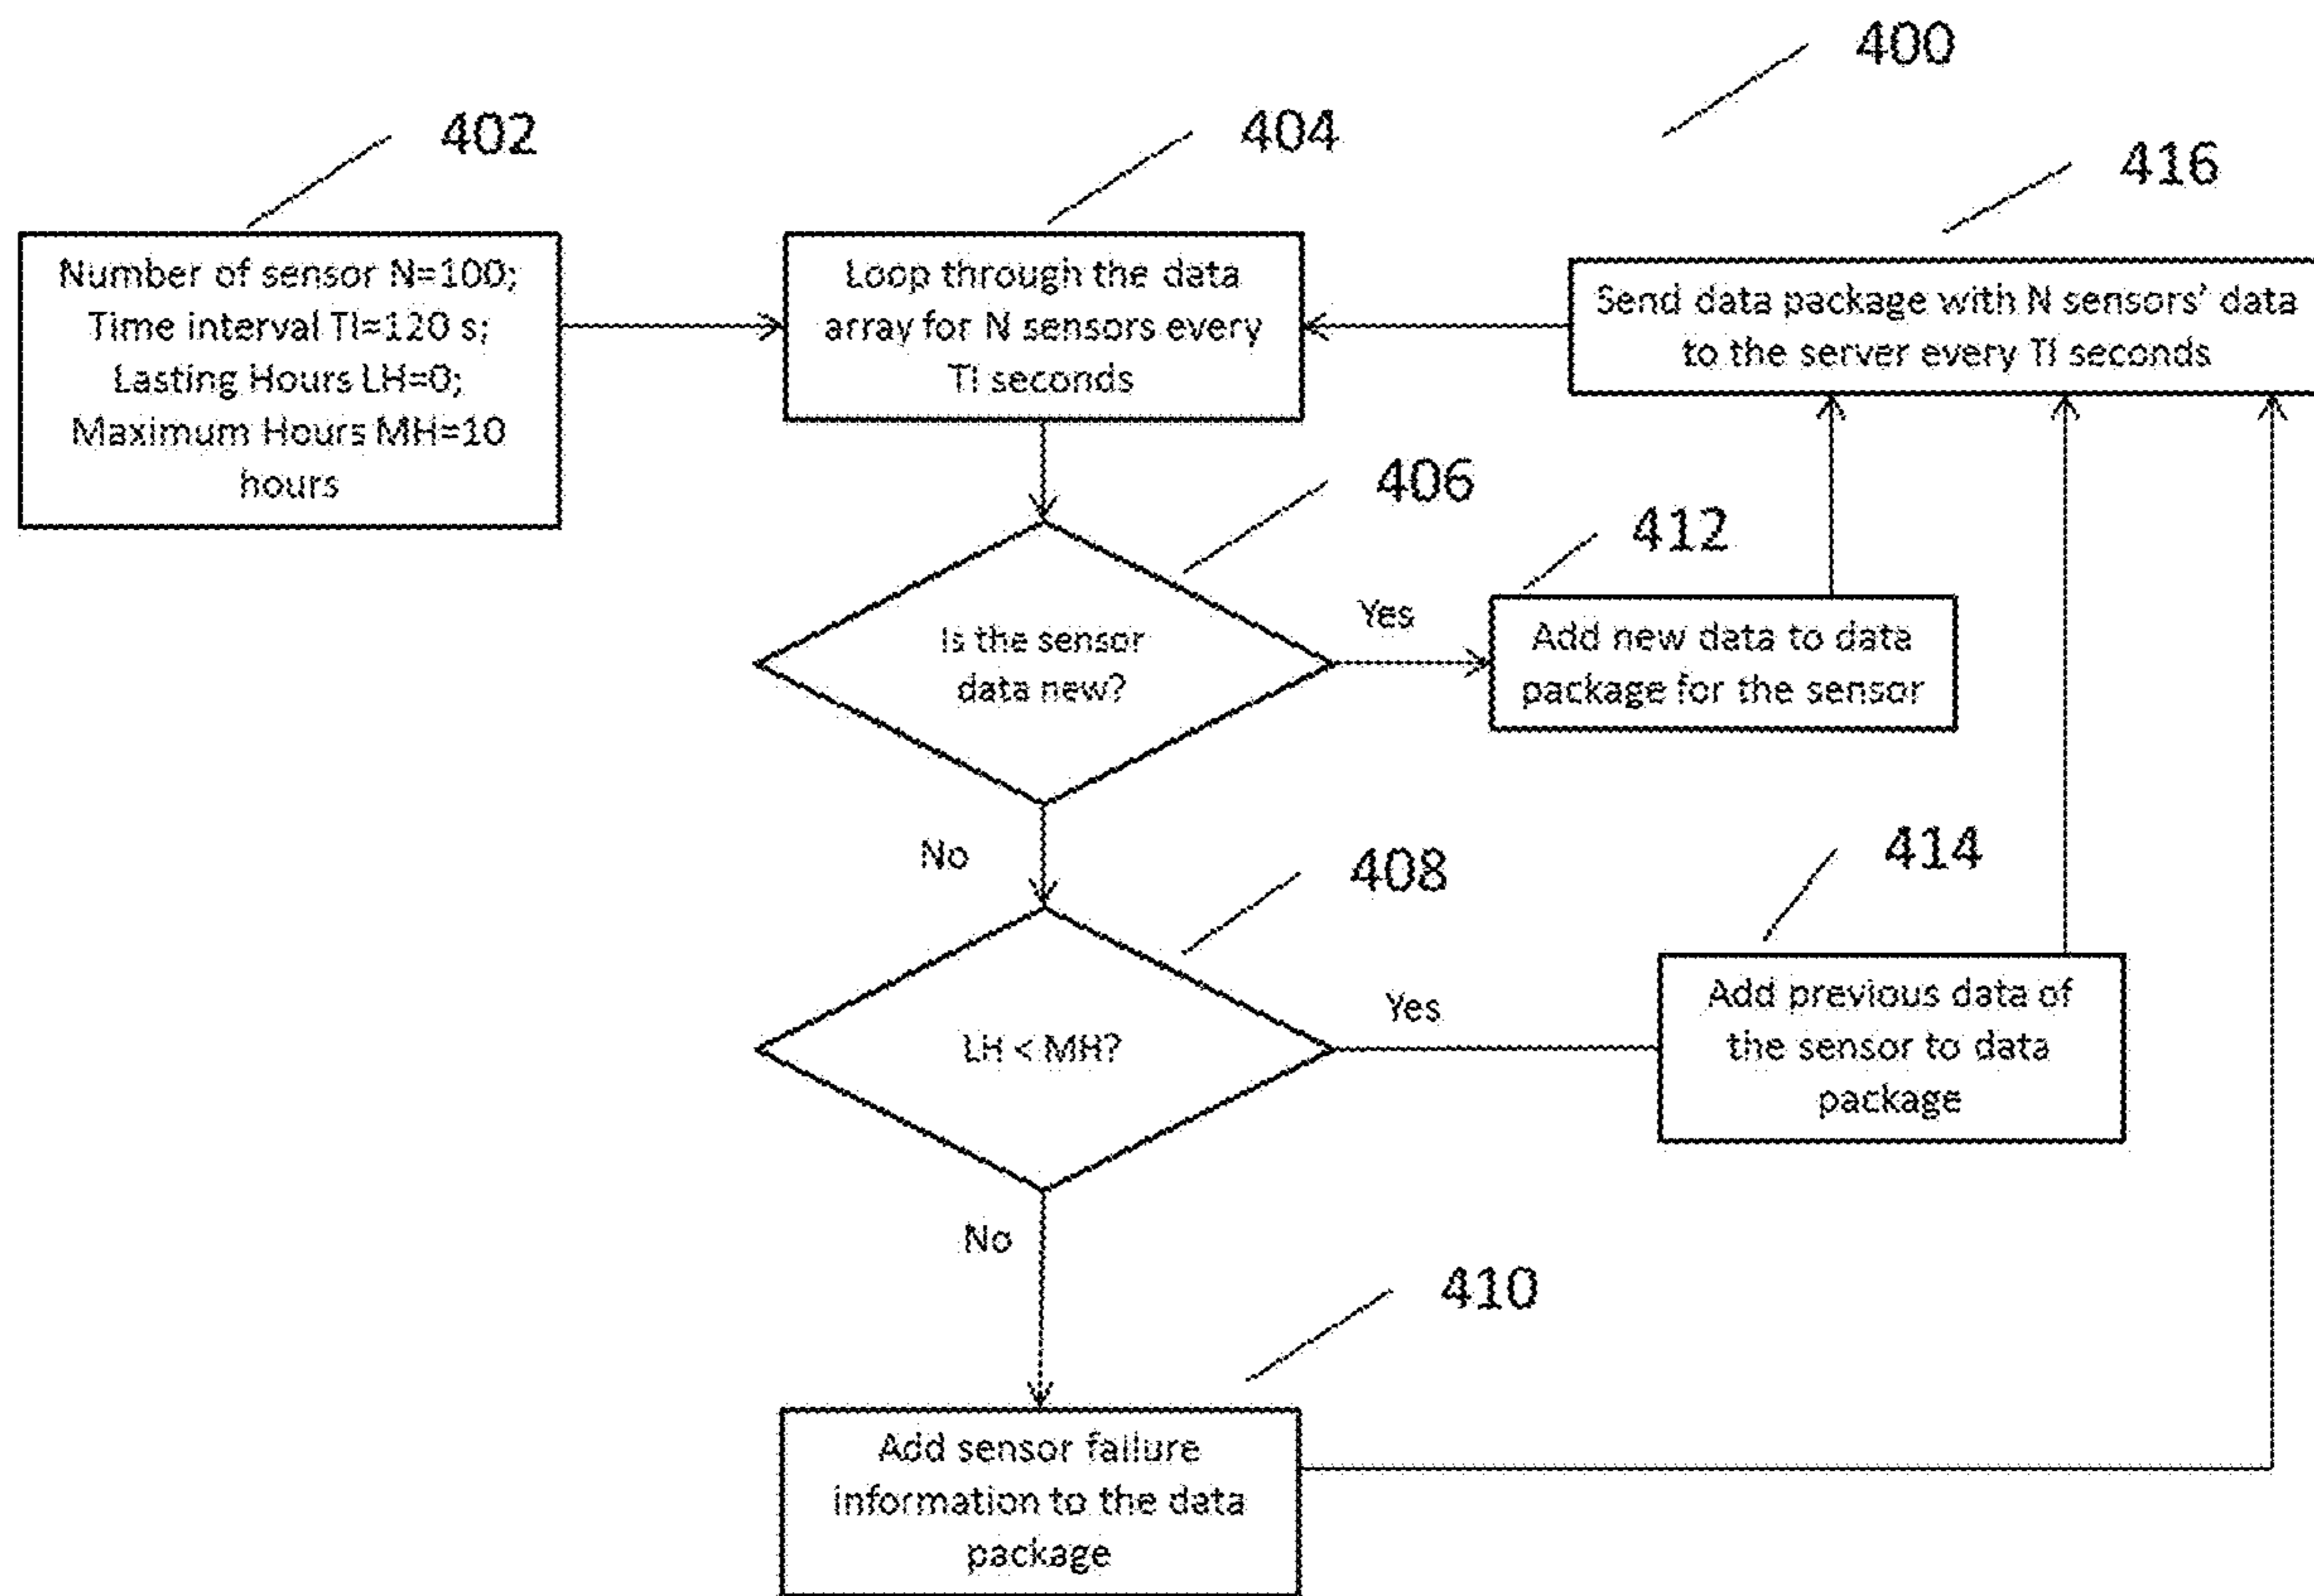 400
402
404
416
Number of sensor N=100;
Time interval TI=120 s;
Lasting Hours LH=0;
Maximum Hours MH=10
hours
Loop through the data
array for N sensors every
TI seconds
Send data package with N sensors' data
to the server every TI seconds
406
412
Is the sensor
data new?
Yes
Add new data to data
package for the sensor
No
408
414
LH < MH?
Yes
Add previous data of
the sensor to data
package
No
410
Add sensor failure
information to the data
package